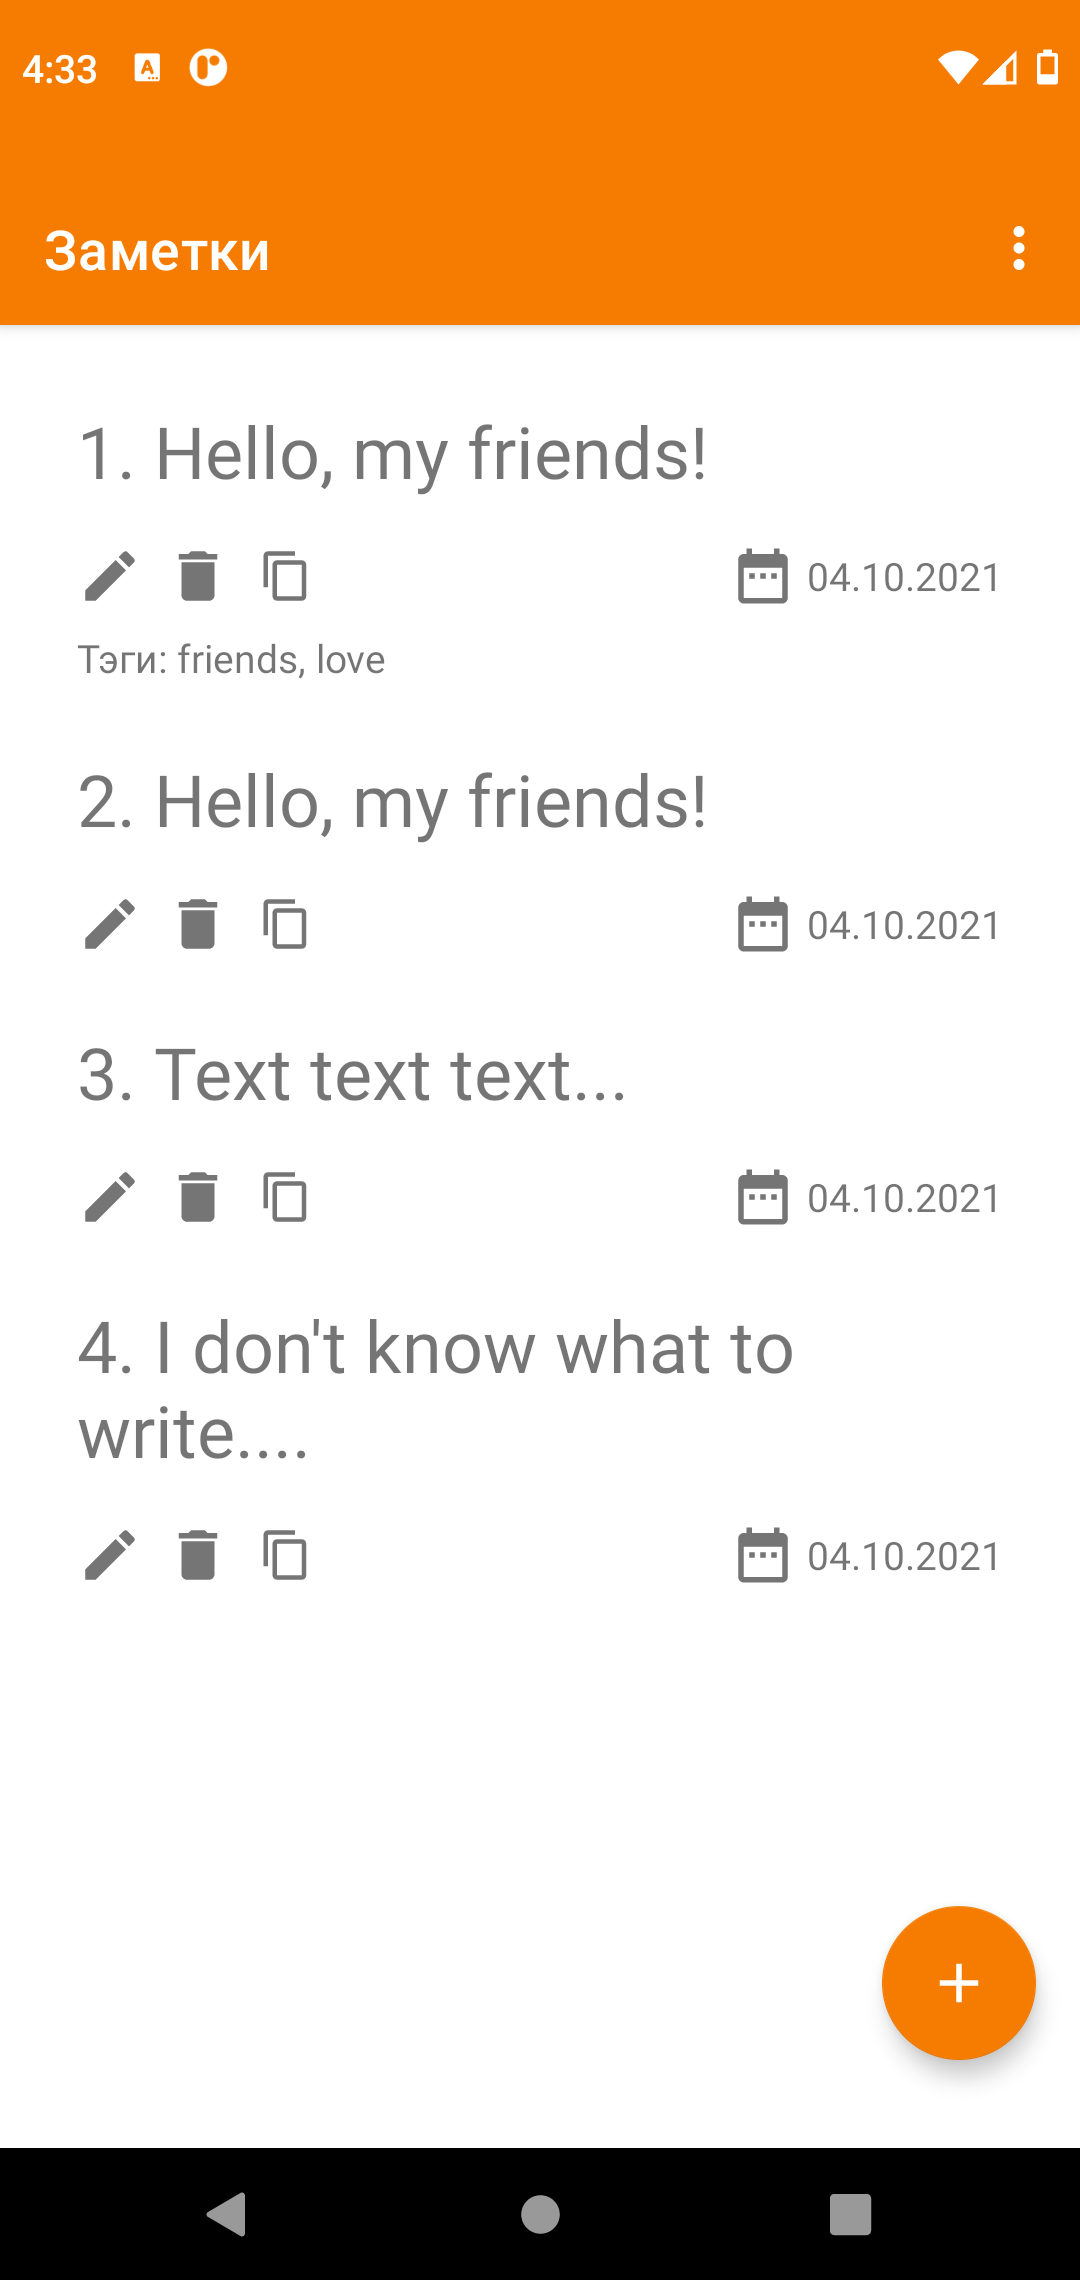 4:33
Заметки
1. Hello, my friends!
04.10.2021
Тэги: friends, love
2. Hello, my friends!
04.10.2021
3. Text text text...
04.10.2021
4. I don't know what to
write....
04.10.2021